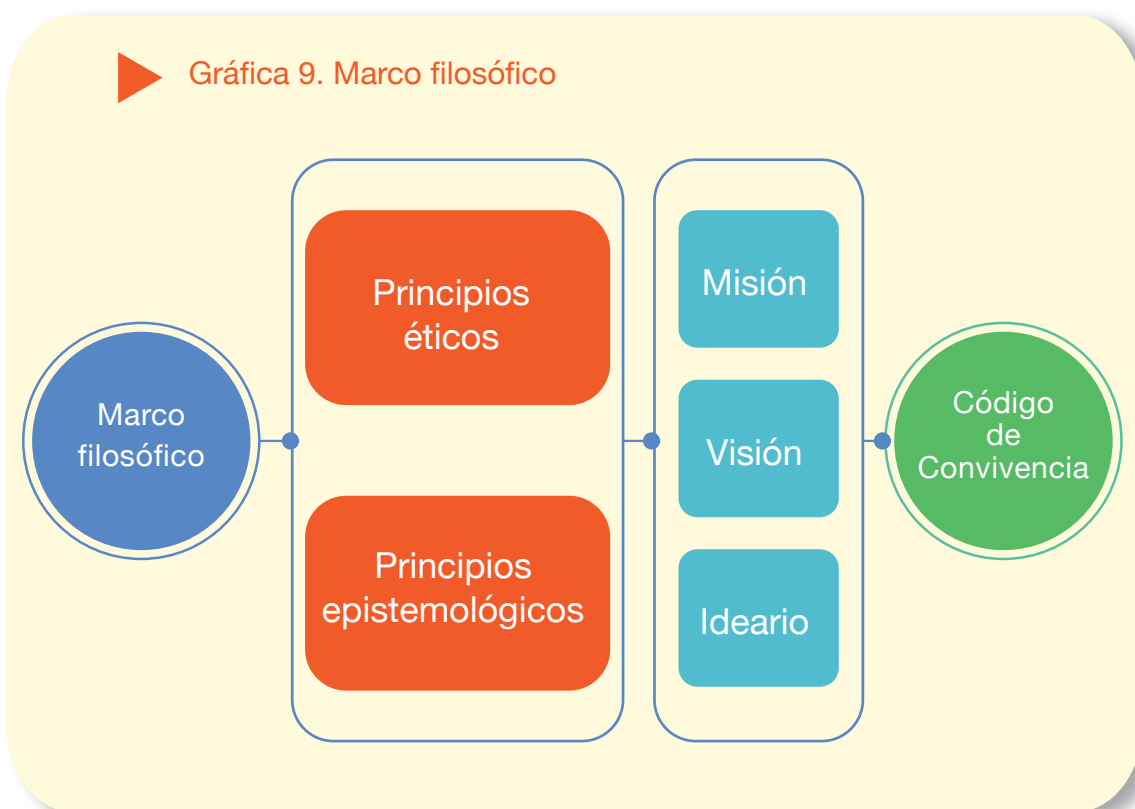 Gráfica 9. Marco filosófico
Marco
filosófico
Principios
éticos
Principios
epistemológicos
Misión
Visión
Ideario
Código
de
Convivencia